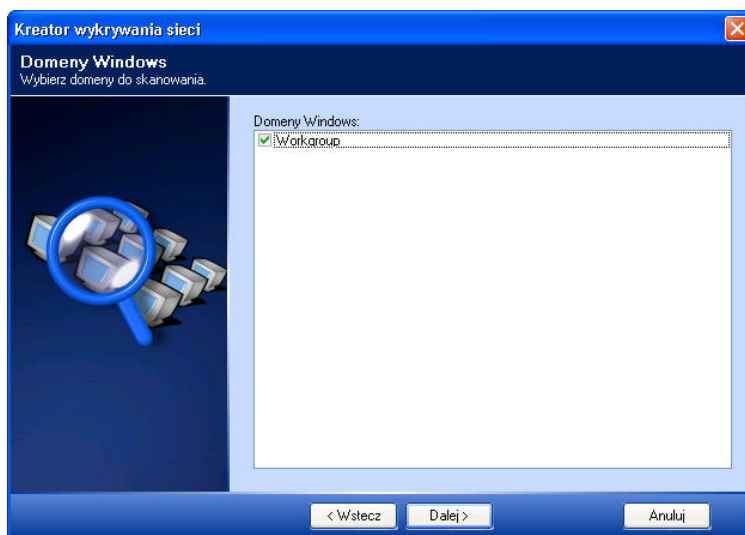 Kreator wykrywania sieci
Domeny Windows
Wybierz domeny do skanowania.
Domeny Windows:
Workgroup
< Wstecz
Dalej >
Anuluj